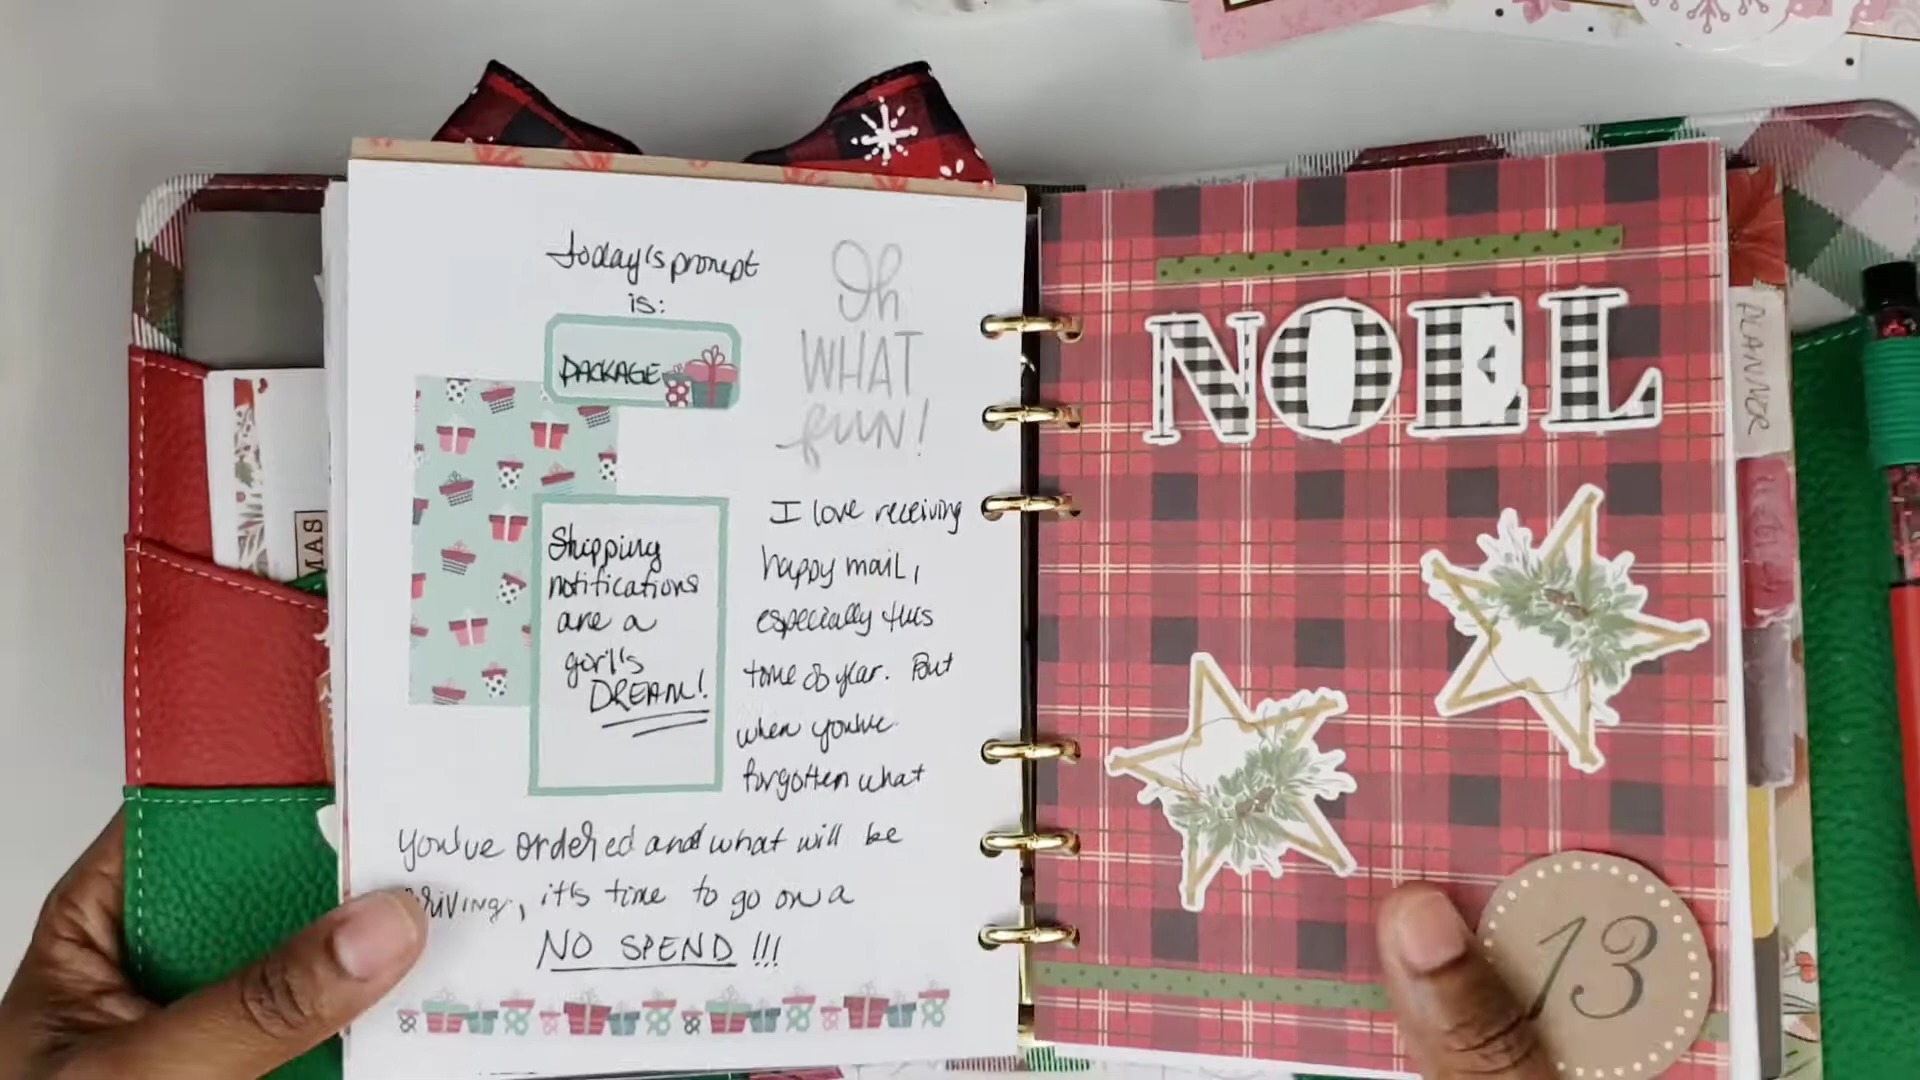 Today's prompt
is:
PACKAGE
Oh
WHAT
fun!
Shipping
notifications
are a
girl's
DREAM!
I love receiving
happy mail,
especially this
time of year. But
when you've
forgotten what
you've ordered and what will be
arriving, it's time to go on a
NO SPEND!!!
NOEL
13
PLANNER
MAS